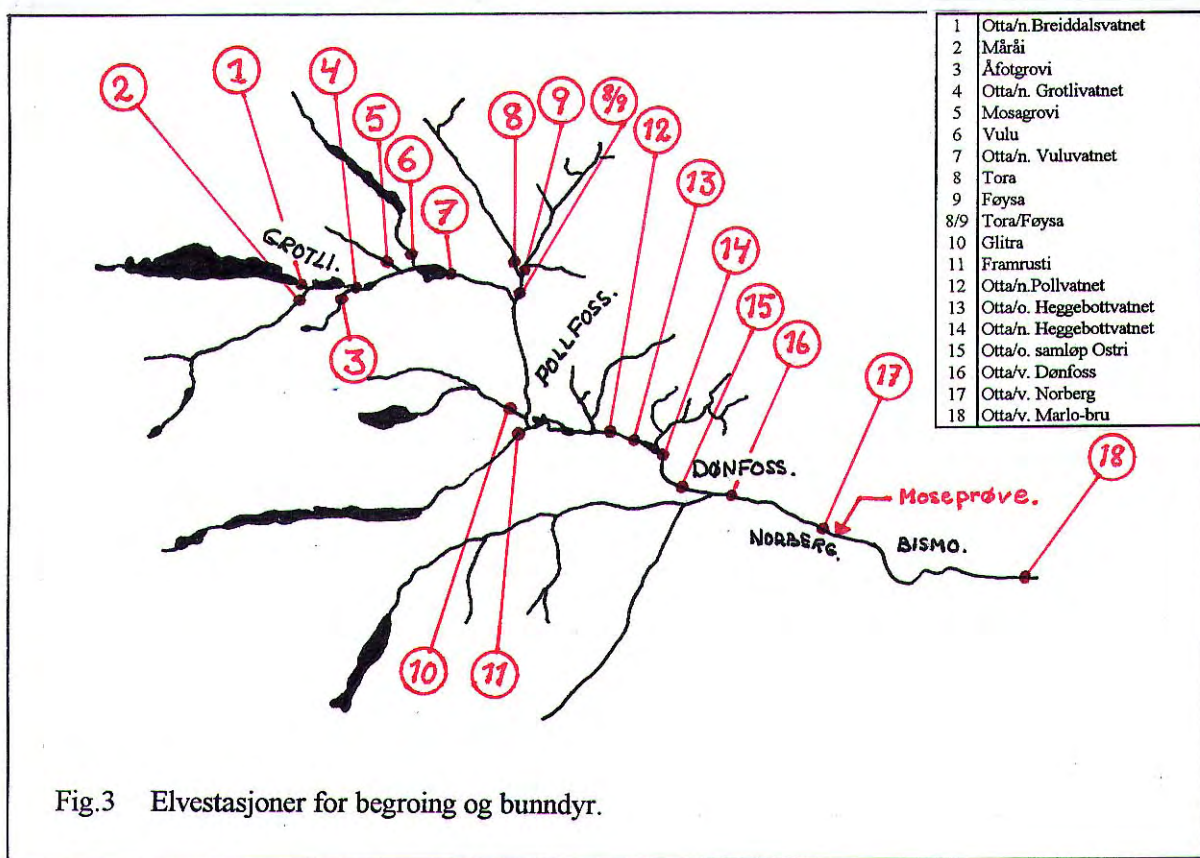 1 Otta/n.Breiddalsvatnet
2 Måråi
3 Åfotgrovi
4 Otta/n. Grotlivatnet
5 Mosagrovi
6 Vulu
7 Otta/n. Vuluvatnet
8 Tora
9 Føysa
8/9 Tora/Føysa
10 Glitra
11 Framrusti
12 Otta/n.Pollvatnet
13 Otta/o. Heggebottvatnet
14 Otta/n. Heggebottvatnet
15 Otta/o. samløp Ostri
16 Otta/v. Dønfoss
17 Otta/v. Norberg
18 Otta/v. Marlo-bru
2
1
4
5
6
7
8
9
8/9
12
13
14
15
16
17
18
3
10
11
GROTLI.
POLLFOSS.
DØNFOSS.
NORBERG.
Moseprøve.
BISMO.
Fig.3 Elvestasjoner for begroing og bunndyr.